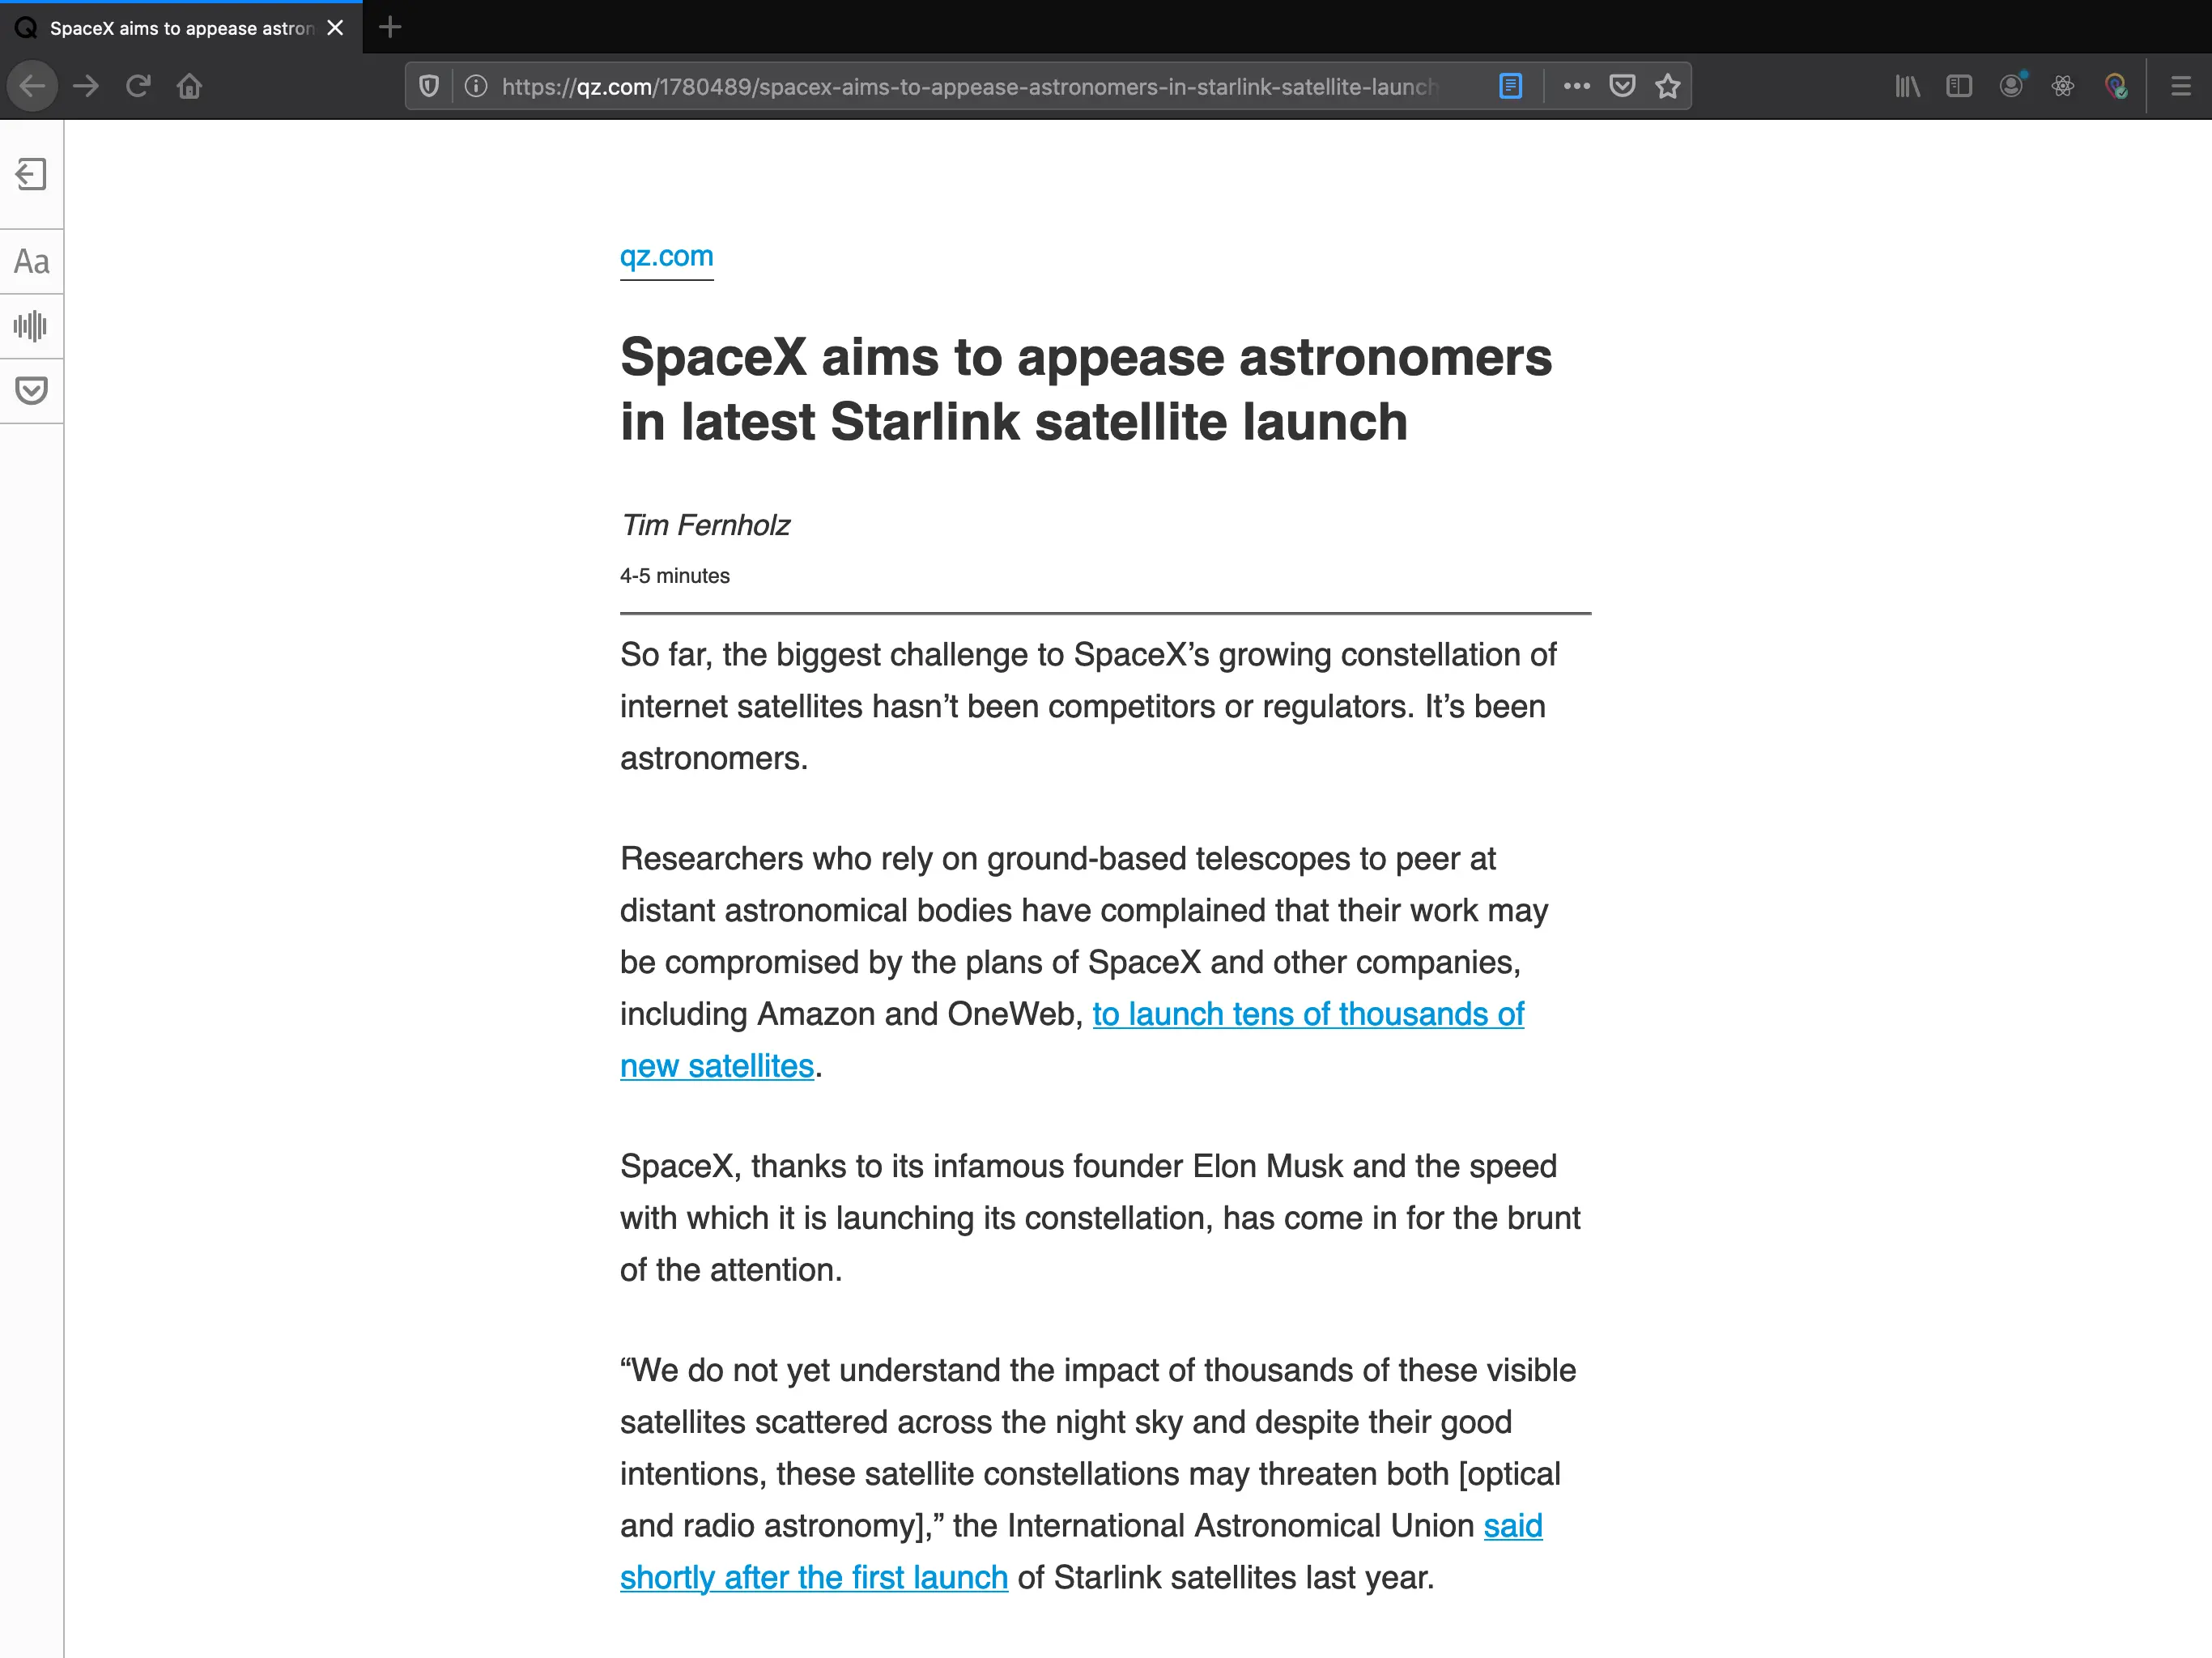 SpaceX aims to appease astron
https://qz.com/1780489/spacex-aims-to-appease-astronomers-in-starlink-satellite-launch
Aa
qz.com
SpaceX aims to appease astronomers
in latest Starlink satellite launch
Tim Fernholz
4-5 minutes
So far, the biggest challenge to SpaceX’s growing constellation of
internet satellites hasn’t been competitors or regulators. It’s been
astronomers.
Researchers who rely on ground-based telescopes to peer at
distant astronomical bodies have complained that their work may
be compromised by the plans of SpaceX and other companies,
including Amazon and OneWeb, to launch tens of thousands of
new satellites.
SpaceX, thanks to its infamous founder Elon Musk and the speed
with which it is launching its constellation, has come in for the brunt
of the attention.
“We do not yet understand the impact of thousands of these visible
satellites scattered across the night sky and despite their good
intentions, these satellite constellations may threaten both [optical
and radio astronomy],” the International Astronomical Union said
shortly after the first launch of Starlink satellites last year.